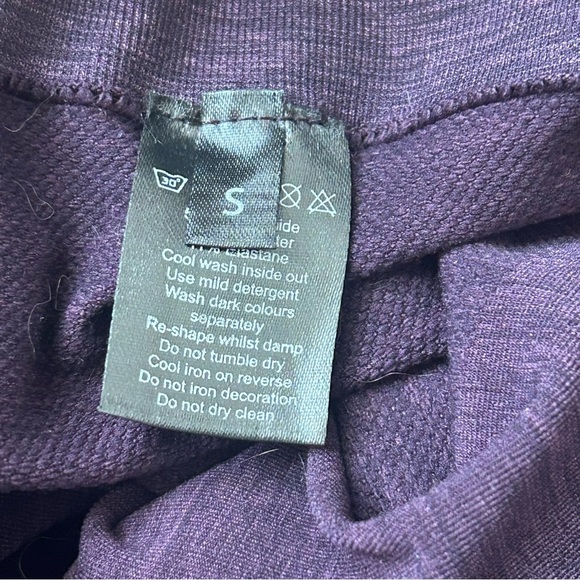 30°
S
Elastane
Cool wash inside out
Use mild detergent
Wash dark colours
separately
Re-shape whilst damp
Do not tumble dry
Cool iron on reverse
Do not iron decoration
Do not dry clean